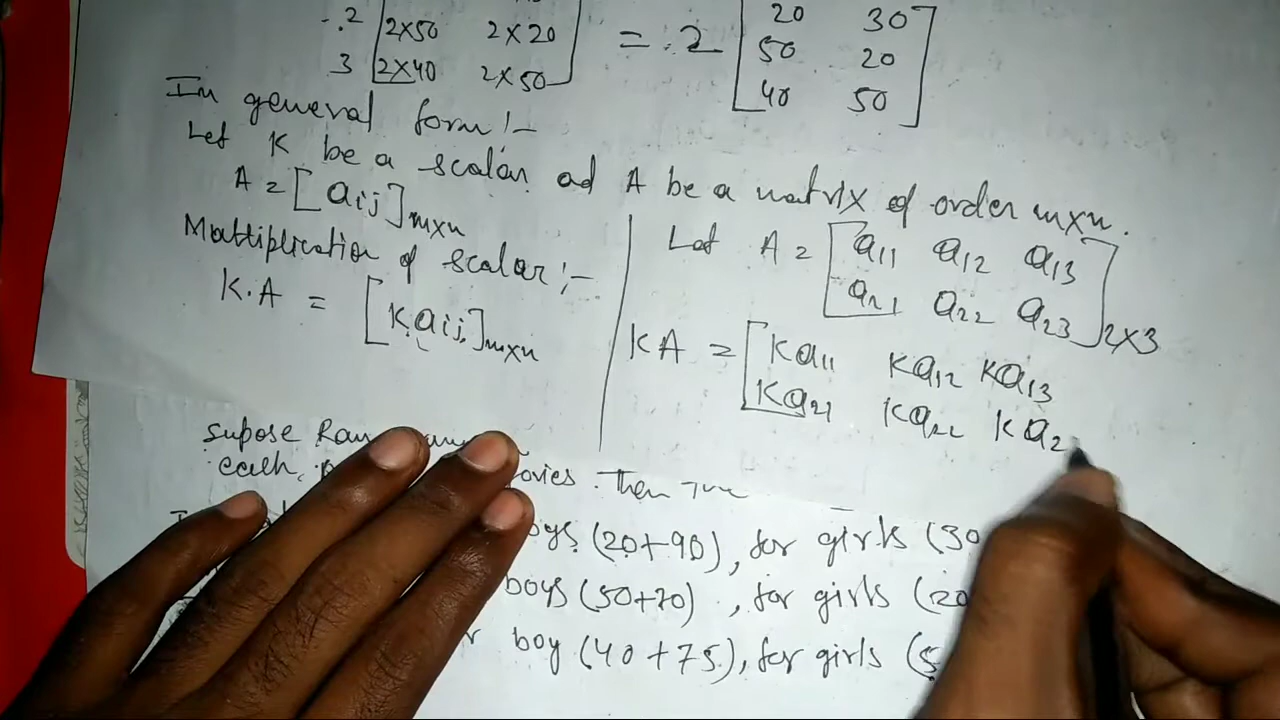 .2 [2×50 2×20] = .2 [20 30
50 20
3 2×40 2×50 40 50]
In general form:-
Let K be a scalar ad A be a matrix of order m×n.
A = [aij]m×n
Multiplication of scalar:-
K.A = [Kaij]m×n
Let A = [a11 a12 a13
a21 a22 a23]2×3
KA = [Ka11 Ka12 Ka13
Ka21 Ka22 Ka2
Supose
each, ovies. Then
oys (20+90), for girls (30
boys (50+70), for girls (20
r boy (40+75), for girls (5